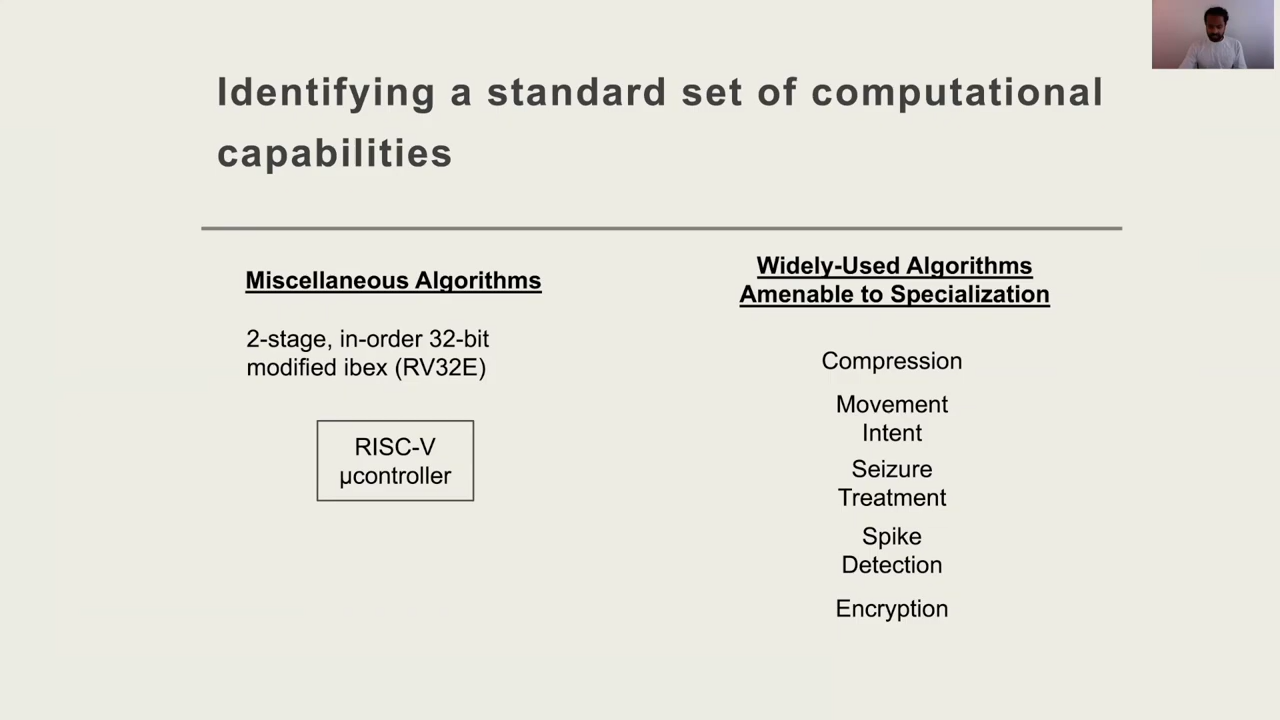 Identifying a standard set of computational
capabilities
Miscellaneous Algorithms
2-stage, in-order 32-bit
modified ibex (RV32E)
RISC-V
µcontroller
Widely-Used Algorithms
Amenable to Specialization
Compression
Movement
Intent
Seizure
Treatment
Spike
Detection
Encryption